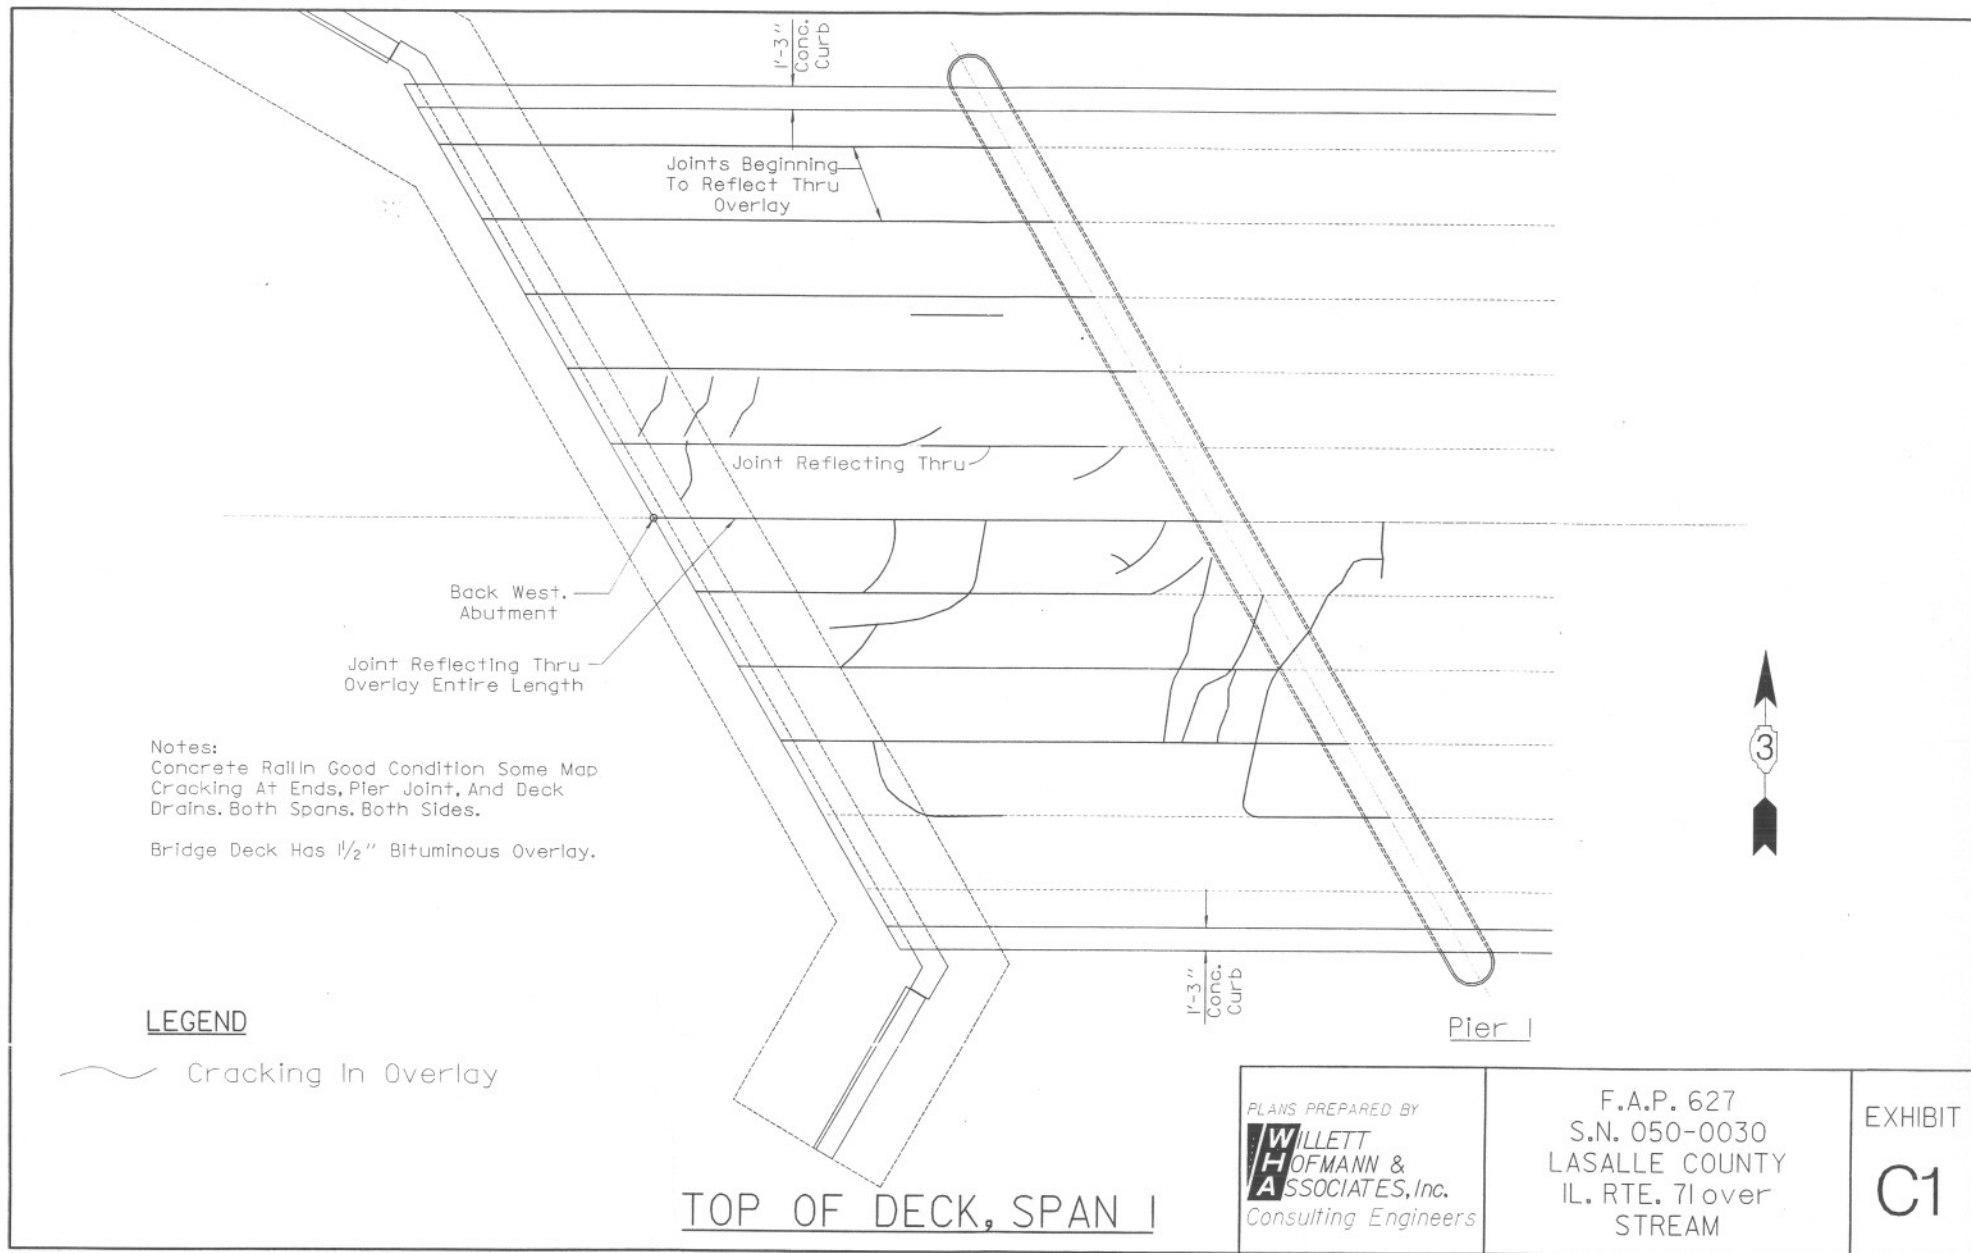 1'-3"
Conc.
Curb
Joints Beginning
To Reflect Thru
Overlay
Joint Reflecting Thru
Back West.
Abutment
Joint Reflecting Thru
Overlay Entire Length
Notes:
Concrete Rail In Good Condition Some Map
Cracking At Ends, Pier Joint, And Deck
Drains. Both Spans. Both Sides.
Bridge Deck Has 1 1/2" Bituminous Overlay.
3
1'-3"
Conc.
Curb
Pier 1
LEGEND
Cracking In Overlay
TOP OF DECK, SPAN 1
PLANS PREPARED BY
WILLETT
HOFMANN &
ASSOCIATES, Inc.
Consulting Engineers
F.A.P. 627
S.N. 050-0030
LASALLE COUNTY
IL. RTE. 71 over
STREAM
EXHIBIT
C1